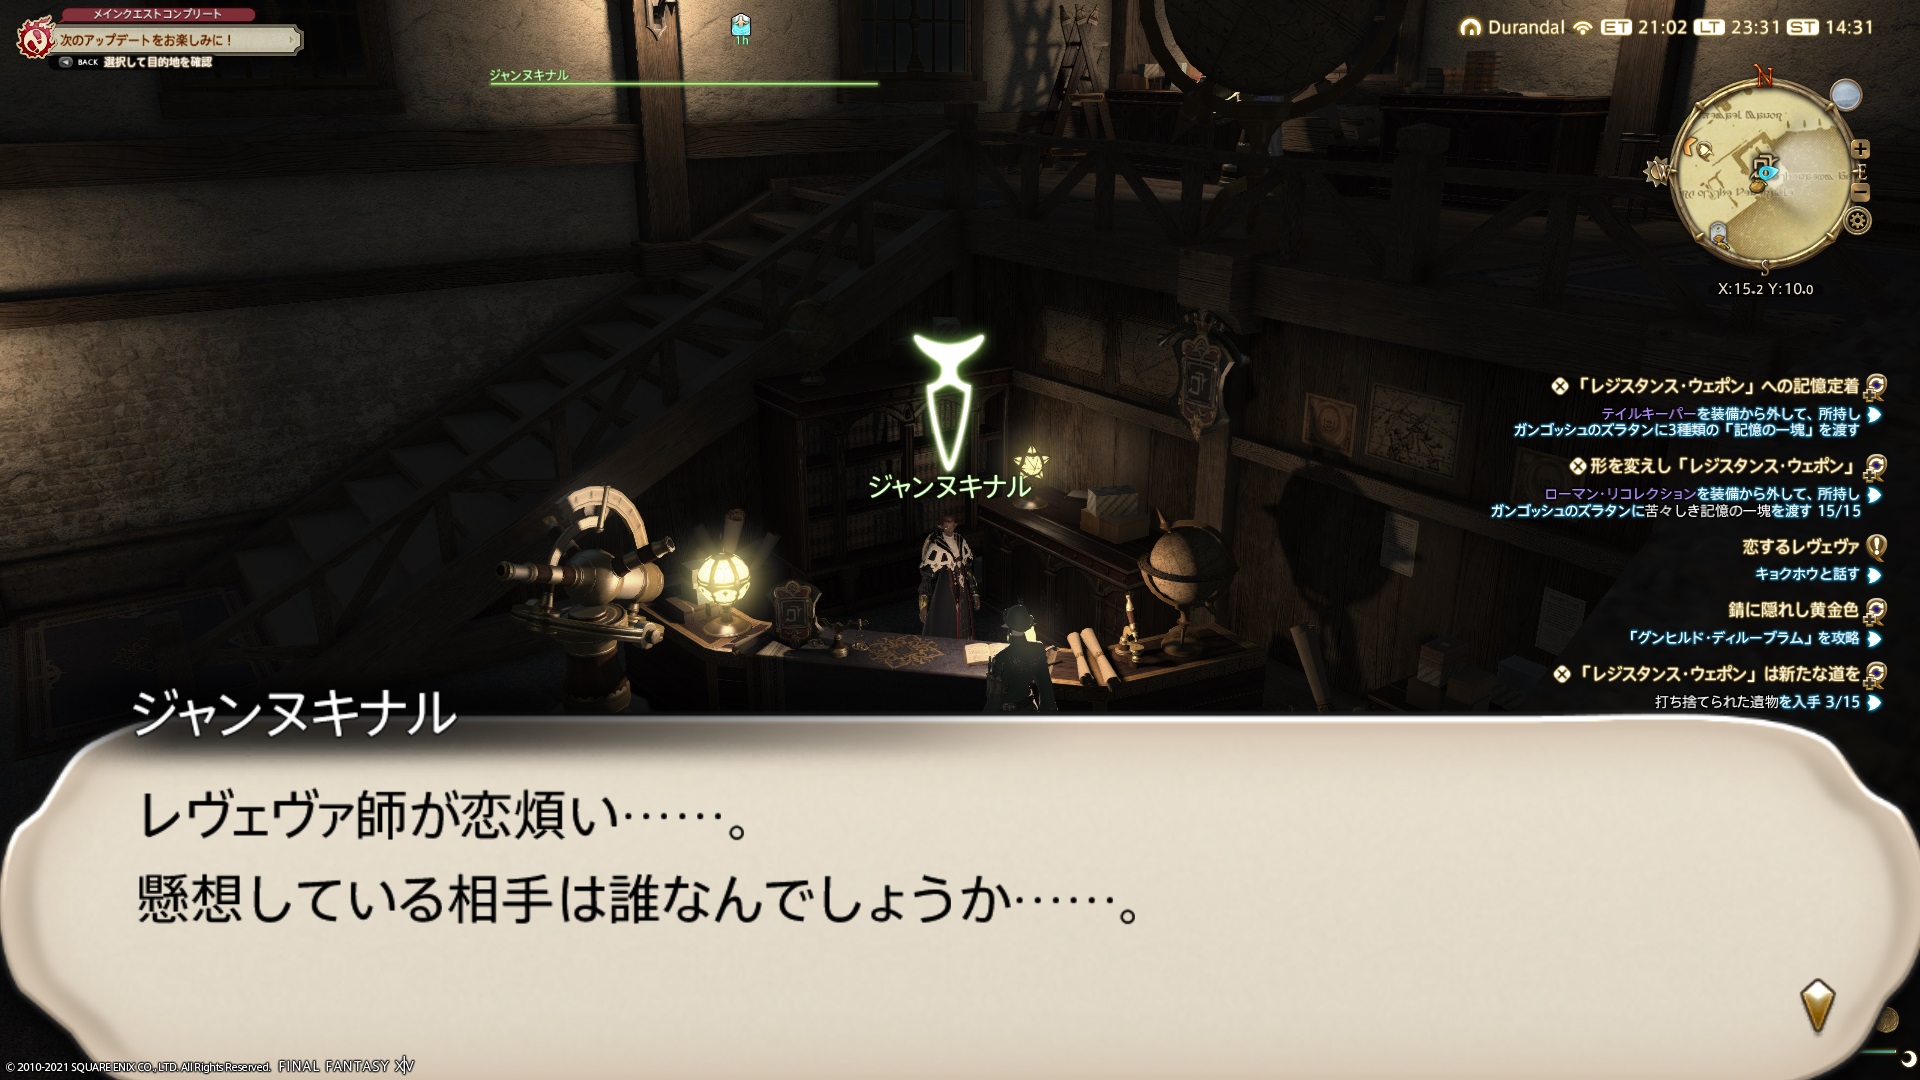 メインクエストコンプリート
次のアップデートをお楽しみに！
BACK 選択して目的地を確認
1h
ジャンヌキナル
Durandal ET 21:02 LT 23:31 ST 14:31
N
W
E
S
X:15.2 Y:10.0
「レジスタンス・ウェポン」への記憶定着
テイルキーパーを装備から外して、所持し
ガンゴッシュのズラタンに3種類の「記憶の一塊」を渡す
形を変えし「レジスタンス・ウェポン」
ローマン・リコレクションを装備から外して、所持し
ガンゴッシュのズラタンに苦々しき記憶の一塊を渡す 15/15
恋するレヴェヴァ
キョクホウと話す
錆に隠れし黄金色
「グンヒルド・ディルーブラム」を攻略
「レジスタンス・ウェポン」は新たな道を
打ち捨てられた遺物を入手 3/15
ジャンヌキナル
ジャンヌキナル
レヴェヴァ師が恋煩い……。
懸想している相手は誰なんでしょうか……。
© 2010-2021 SQUARE ENIX CO., LTD. All Rights Reserved. FINAL FANTASY XIV